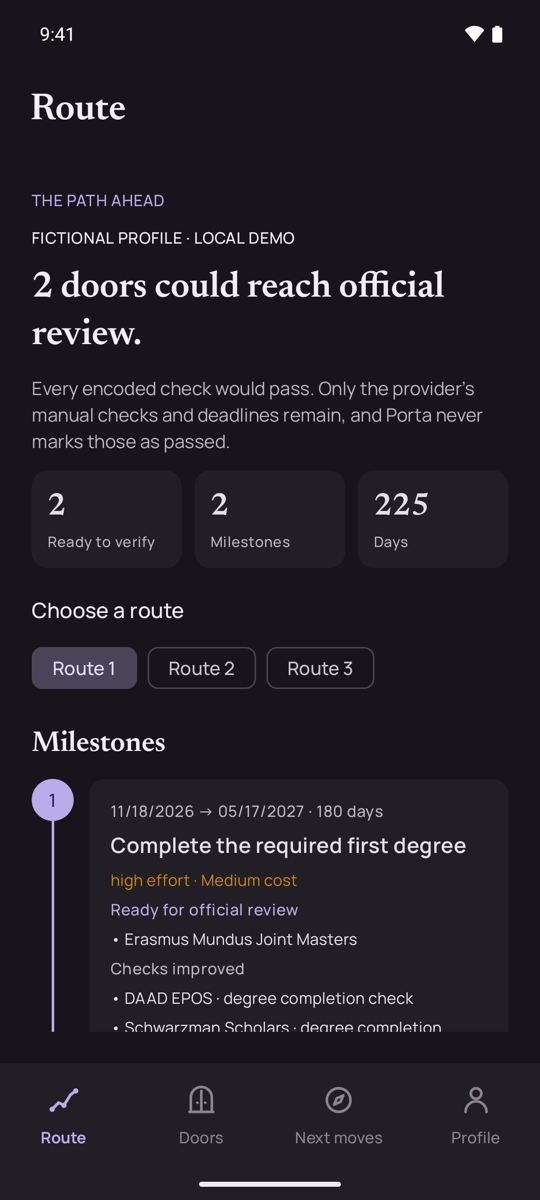 9:41
Route
THE PATH AHEAD
FICTIONAL PROFILE · LOCAL DEMO
2 doors could reach official
review.
Every encoded check would pass. Only the provider's
manual checks and deadlines remain, and Porta never
marks those as passed.
2
Ready to verify
2
Milestones
225
Days
Choose a route
Route 1
Route 2
Route 3
Milestones
1
11/18/2026 → 05/17/2027 · 180 days
Complete the required first degree
high effort · Medium cost
Ready for official review
• Erasmus Mundus Joint Masters
Checks improved
• DAAD EPOS · degree completion check
• Schwarzman Scholars · degree completion
Route
Doors
Next moves
Profile